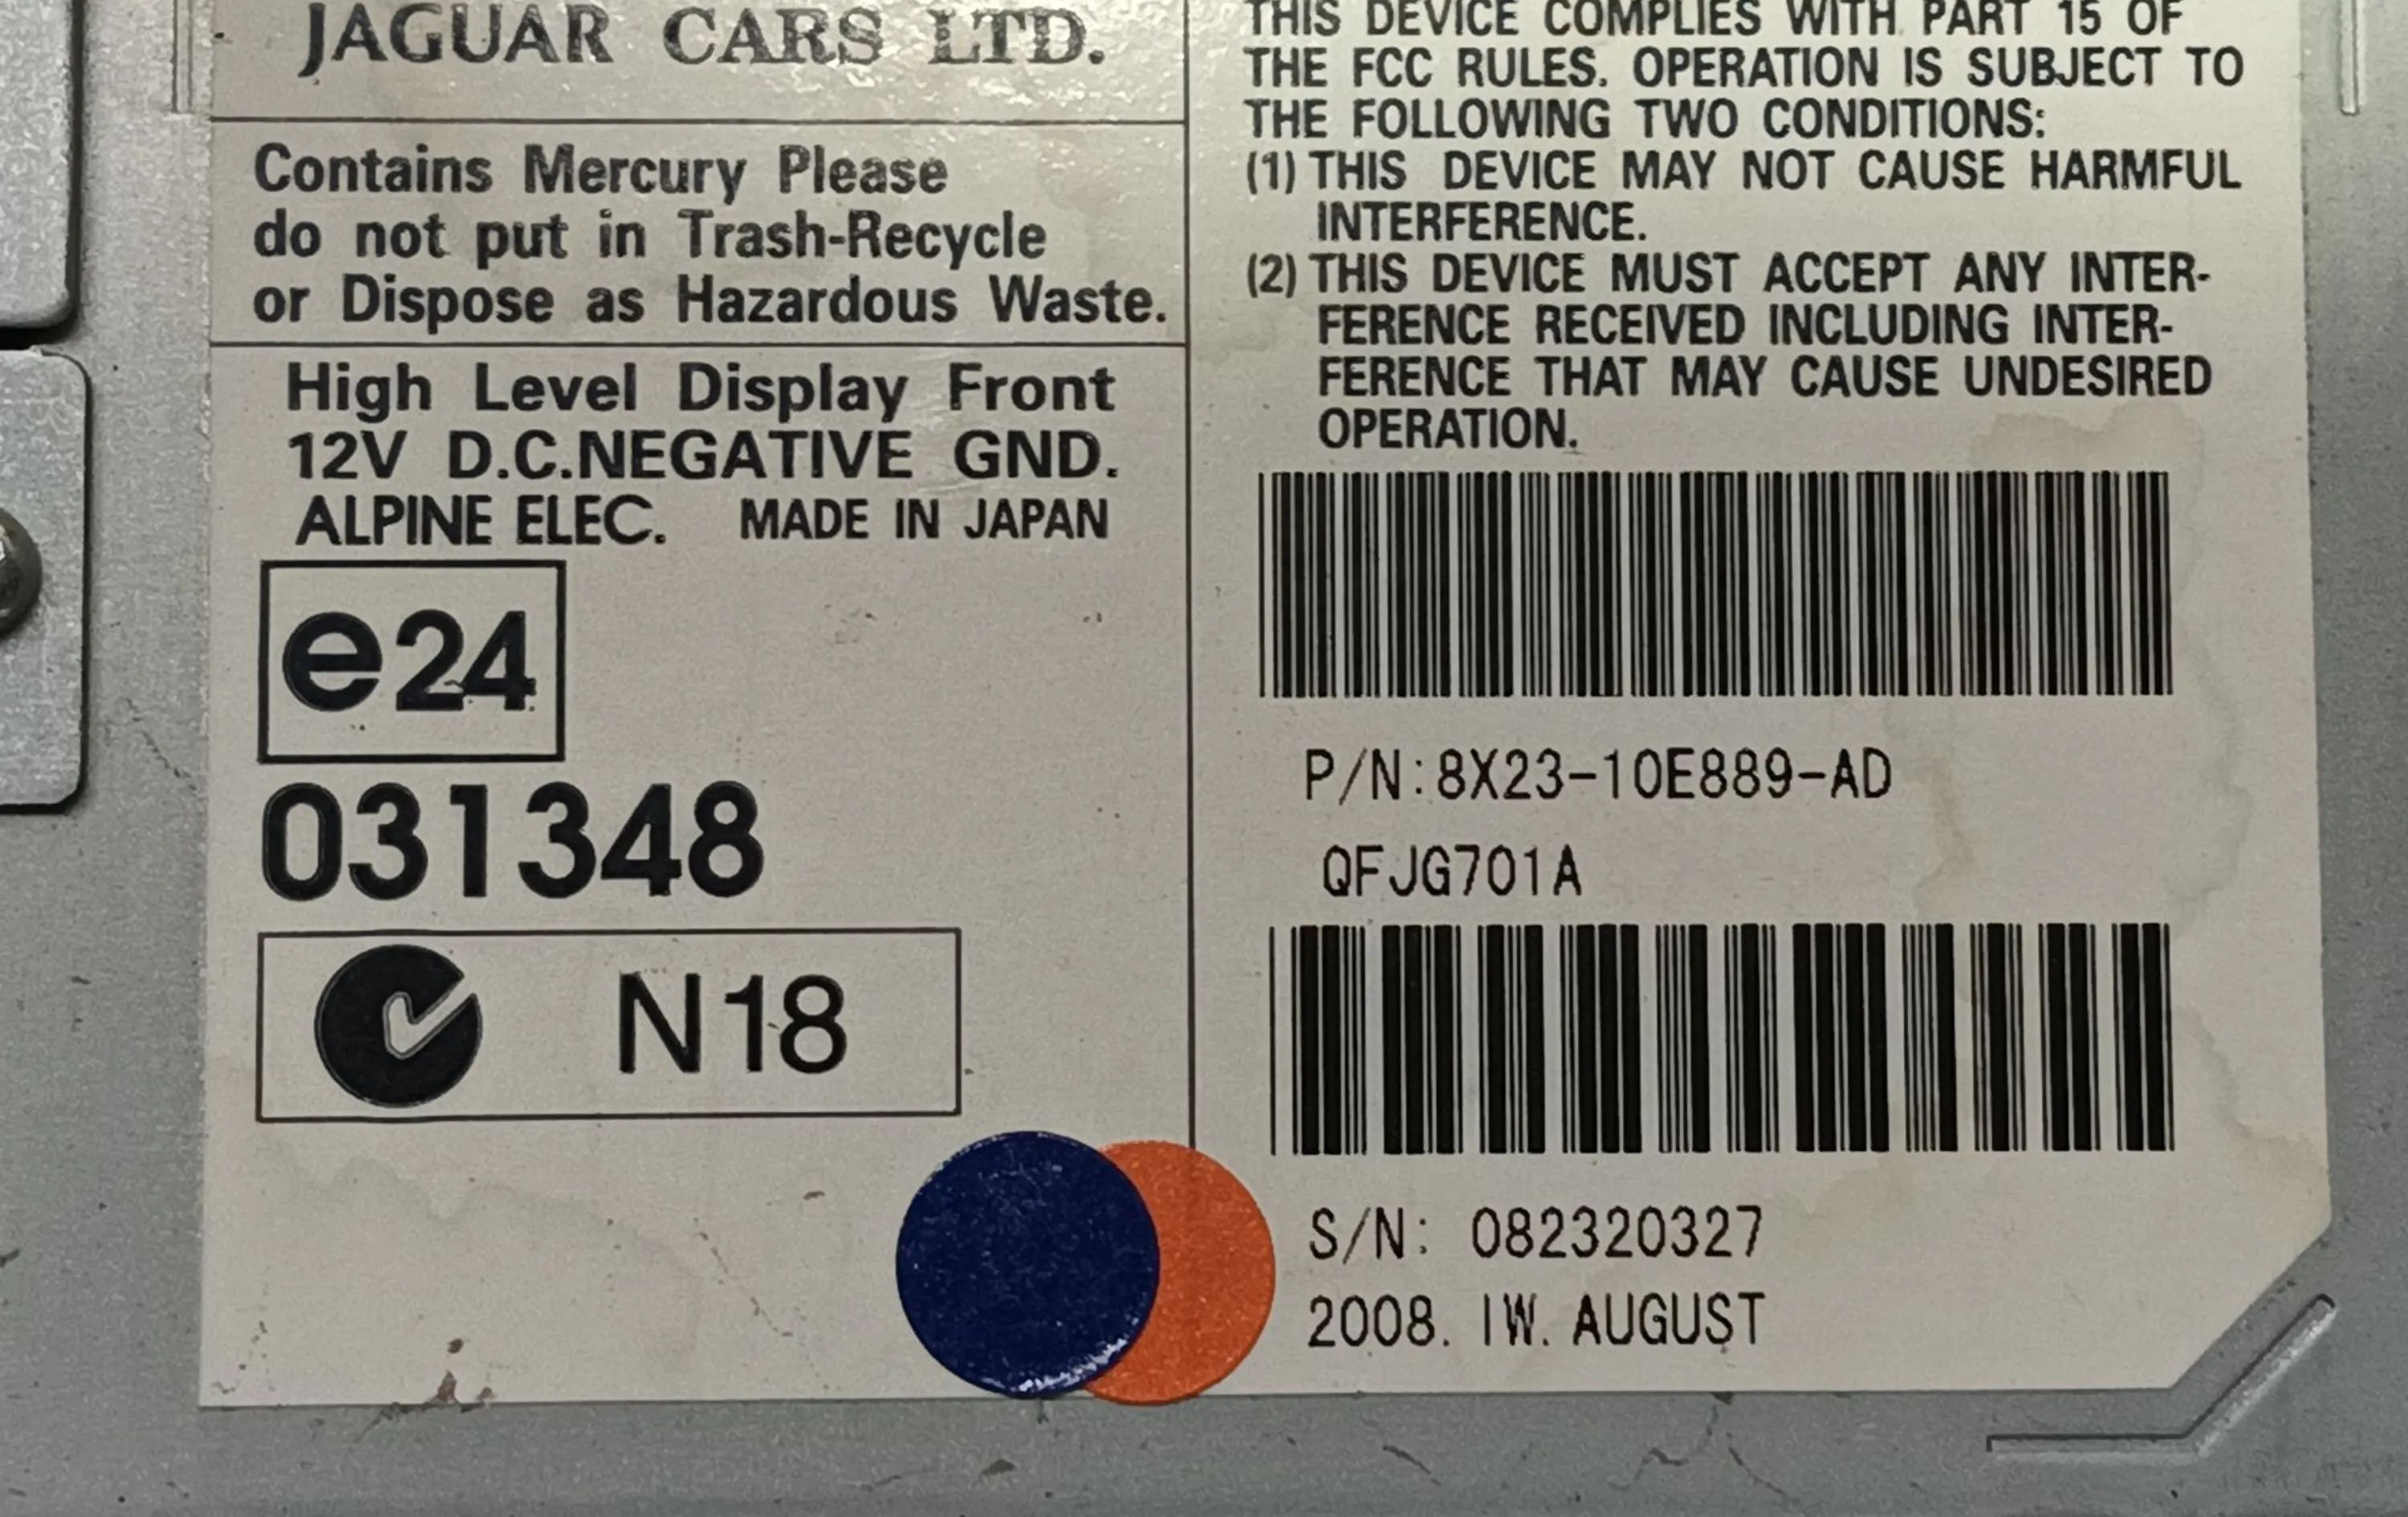 JAGUAR CARS LTD.
Contains Mercury Please
do not put in Trash-Recycle
or Dispose as Hazardous Waste.
High Level Display Front
12V D.C.NEGATIVE GND.
ALPINE ELEC. MADE IN JAPAN
e24
031348
N18
THIS DEVICE COMPLIES WITH PART 15 OF
THE FCC RULES. OPERATION IS SUBJECT TO
THE FOLLOWING TWO CONDITIONS:
(1) THIS DEVICE MAY NOT CAUSE HARMFUL
INTERFERENCE.
(2) THIS DEVICE MUST ACCEPT ANY INTER-
FERENCE RECEIVED INCLUDING INTER-
FERENCE THAT MAY CAUSE UNDESIRED
OPERATION.
P/N:8X23-10E889-AD
QFJG701A
S/N: 082320327
2008. IW. AUGUST